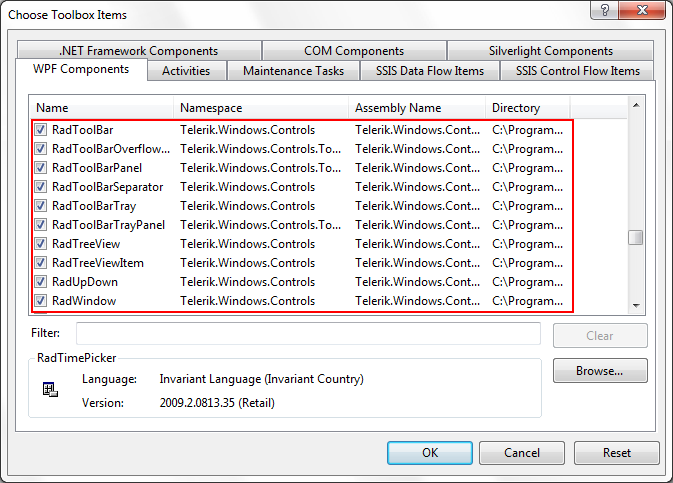 Choose Toolbox Items
.NET Framework Components COM Components Silverlight Components
WPF Components Activities Maintenance Tasks SSIS Data Flow Items SSIS Control Flow Items
Name Namespace Assembly Name Directory
RadToolBar Telerik.Windows.Controls Telerik.Windows.Cont... C:\Program...
RadToolBarOverflow... Telerik.Windows.Controls.To... Telerik.Windows.Cont... C:\Program...
RadToolBarPanel Telerik.Windows.Controls.To... Telerik.Windows.Cont... C:\Program...
RadToolBarSeparator Telerik.Windows.Controls Telerik.Windows.Cont... C:\Program...
RadToolBarTray Telerik.Windows.Controls Telerik.Windows.Cont... C:\Program...
RadToolBarTrayPanel Telerik.Windows.Controls.To... Telerik.Windows.Cont... C:\Program...
RadTreeView Telerik.Windows.Controls Telerik.Windows.Cont... C:\Program...
RadTreeViewItem Telerik.Windows.Controls Telerik.Windows.Cont... C:\Program...
RadUpDown Telerik.Windows.Controls Telerik.Windows.Cont... C:\Program...
RadWindow Telerik.Windows.Controls Telerik.Windows.Cont... C:\Program...
Filter: Clear
RadTimePicker
Language: Invariant Language (Invariant Country)
Browse...
Version: 2009.2.0813.35 (Retail)
OK Cancel Reset